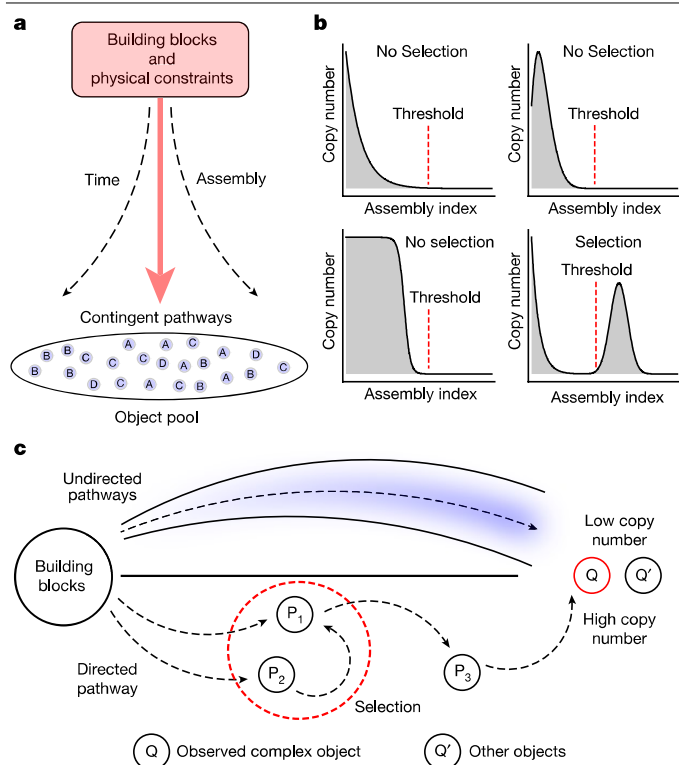 a
Building blocks
and
physical constraints
Time
Assembly
Contingent pathways
A A C
B B C C C D A B A D C
B B D C A C B A B
Object pool
b
No Selection
Threshold
Copy number
Assembly index
No Selection
Threshold
Copy number
Assembly index
No selection
Threshold
Copy number
Assembly index
Selection
Threshold
Copy number
Assembly index
c
Undirected
pathways
Building
blocks
Low copy
number
Q Q′
High copy
number
P1
P2
P3
Directed
pathway
Selection
Q Observed complex object
Q′ Other objects